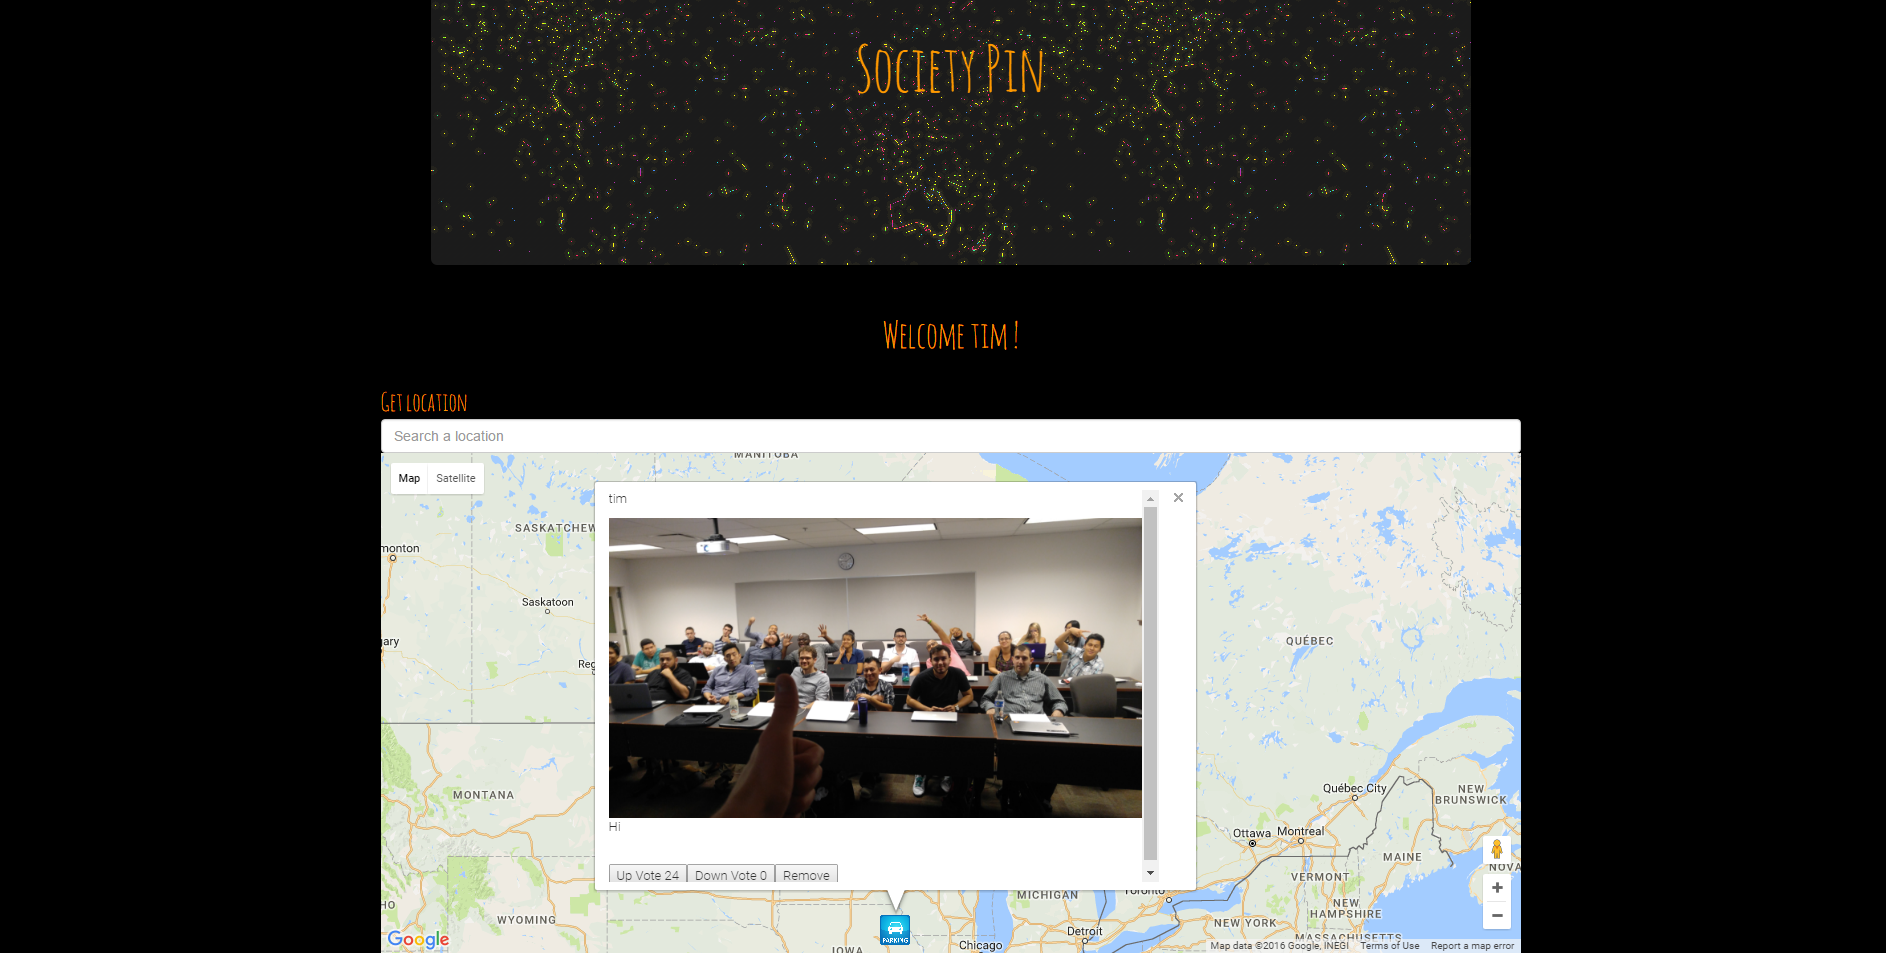 Society Pin
Welcome tim !
Get location
Search a location
Map
Satellite
MANITOBA
tim
SASKATCHEW
monton
Saskatoon
gary
QUÉBEC
Reg
MONTANA
Québec City
NEW
BRUNSWICK
Hi
Ottawa
Montreal
MAINE
NOVA
Up Vote 24
Down Vote 0
Remove
VERMONT
MICHIGAN
Toronto
HO
WYOMING
NEW
HAMPSHIRE
NEW YORK
PARKING
Detroit
MASSACHUSETTS
Google
IOWA
Chicago
Map data ©2016 Google, INEGI
Terms of Use
Report a map error